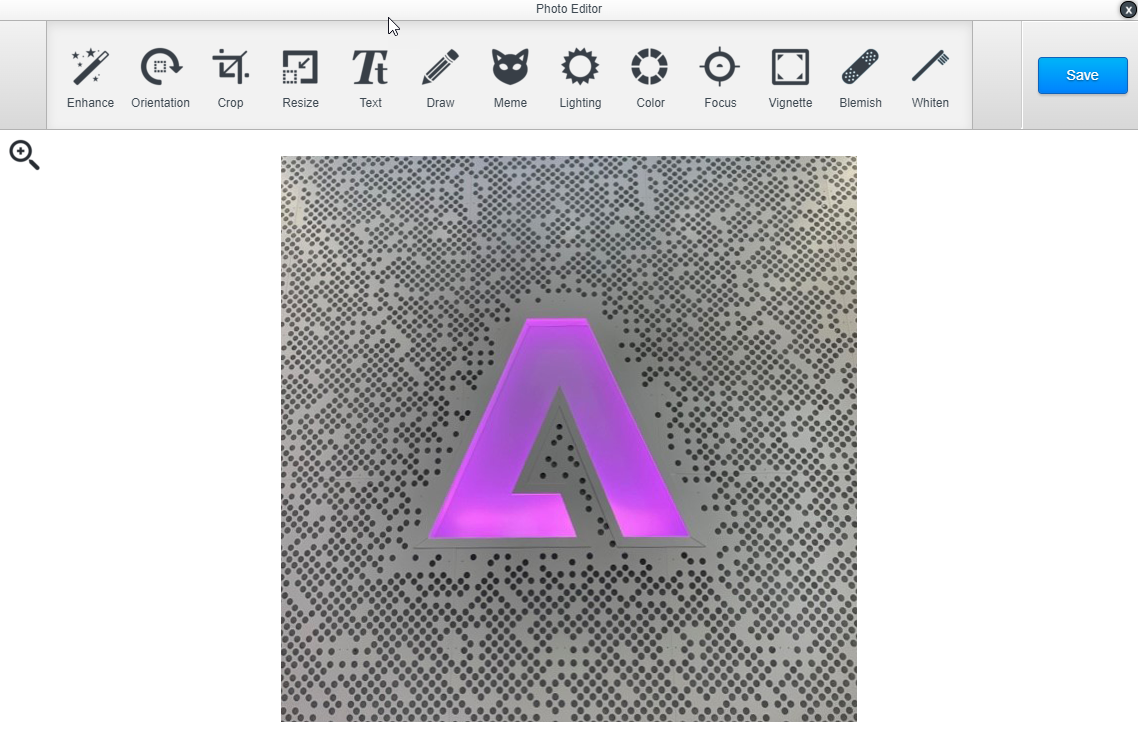 Photo Editor
x
Enhance Orientation Crop Resize Text Draw Meme Lighting Color Focus Vignette Blemish Whiten
Save